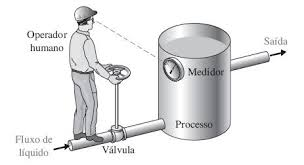 Operador
humano
Saída
Medidor
Processo
Fluxo de
líquido
Válvula